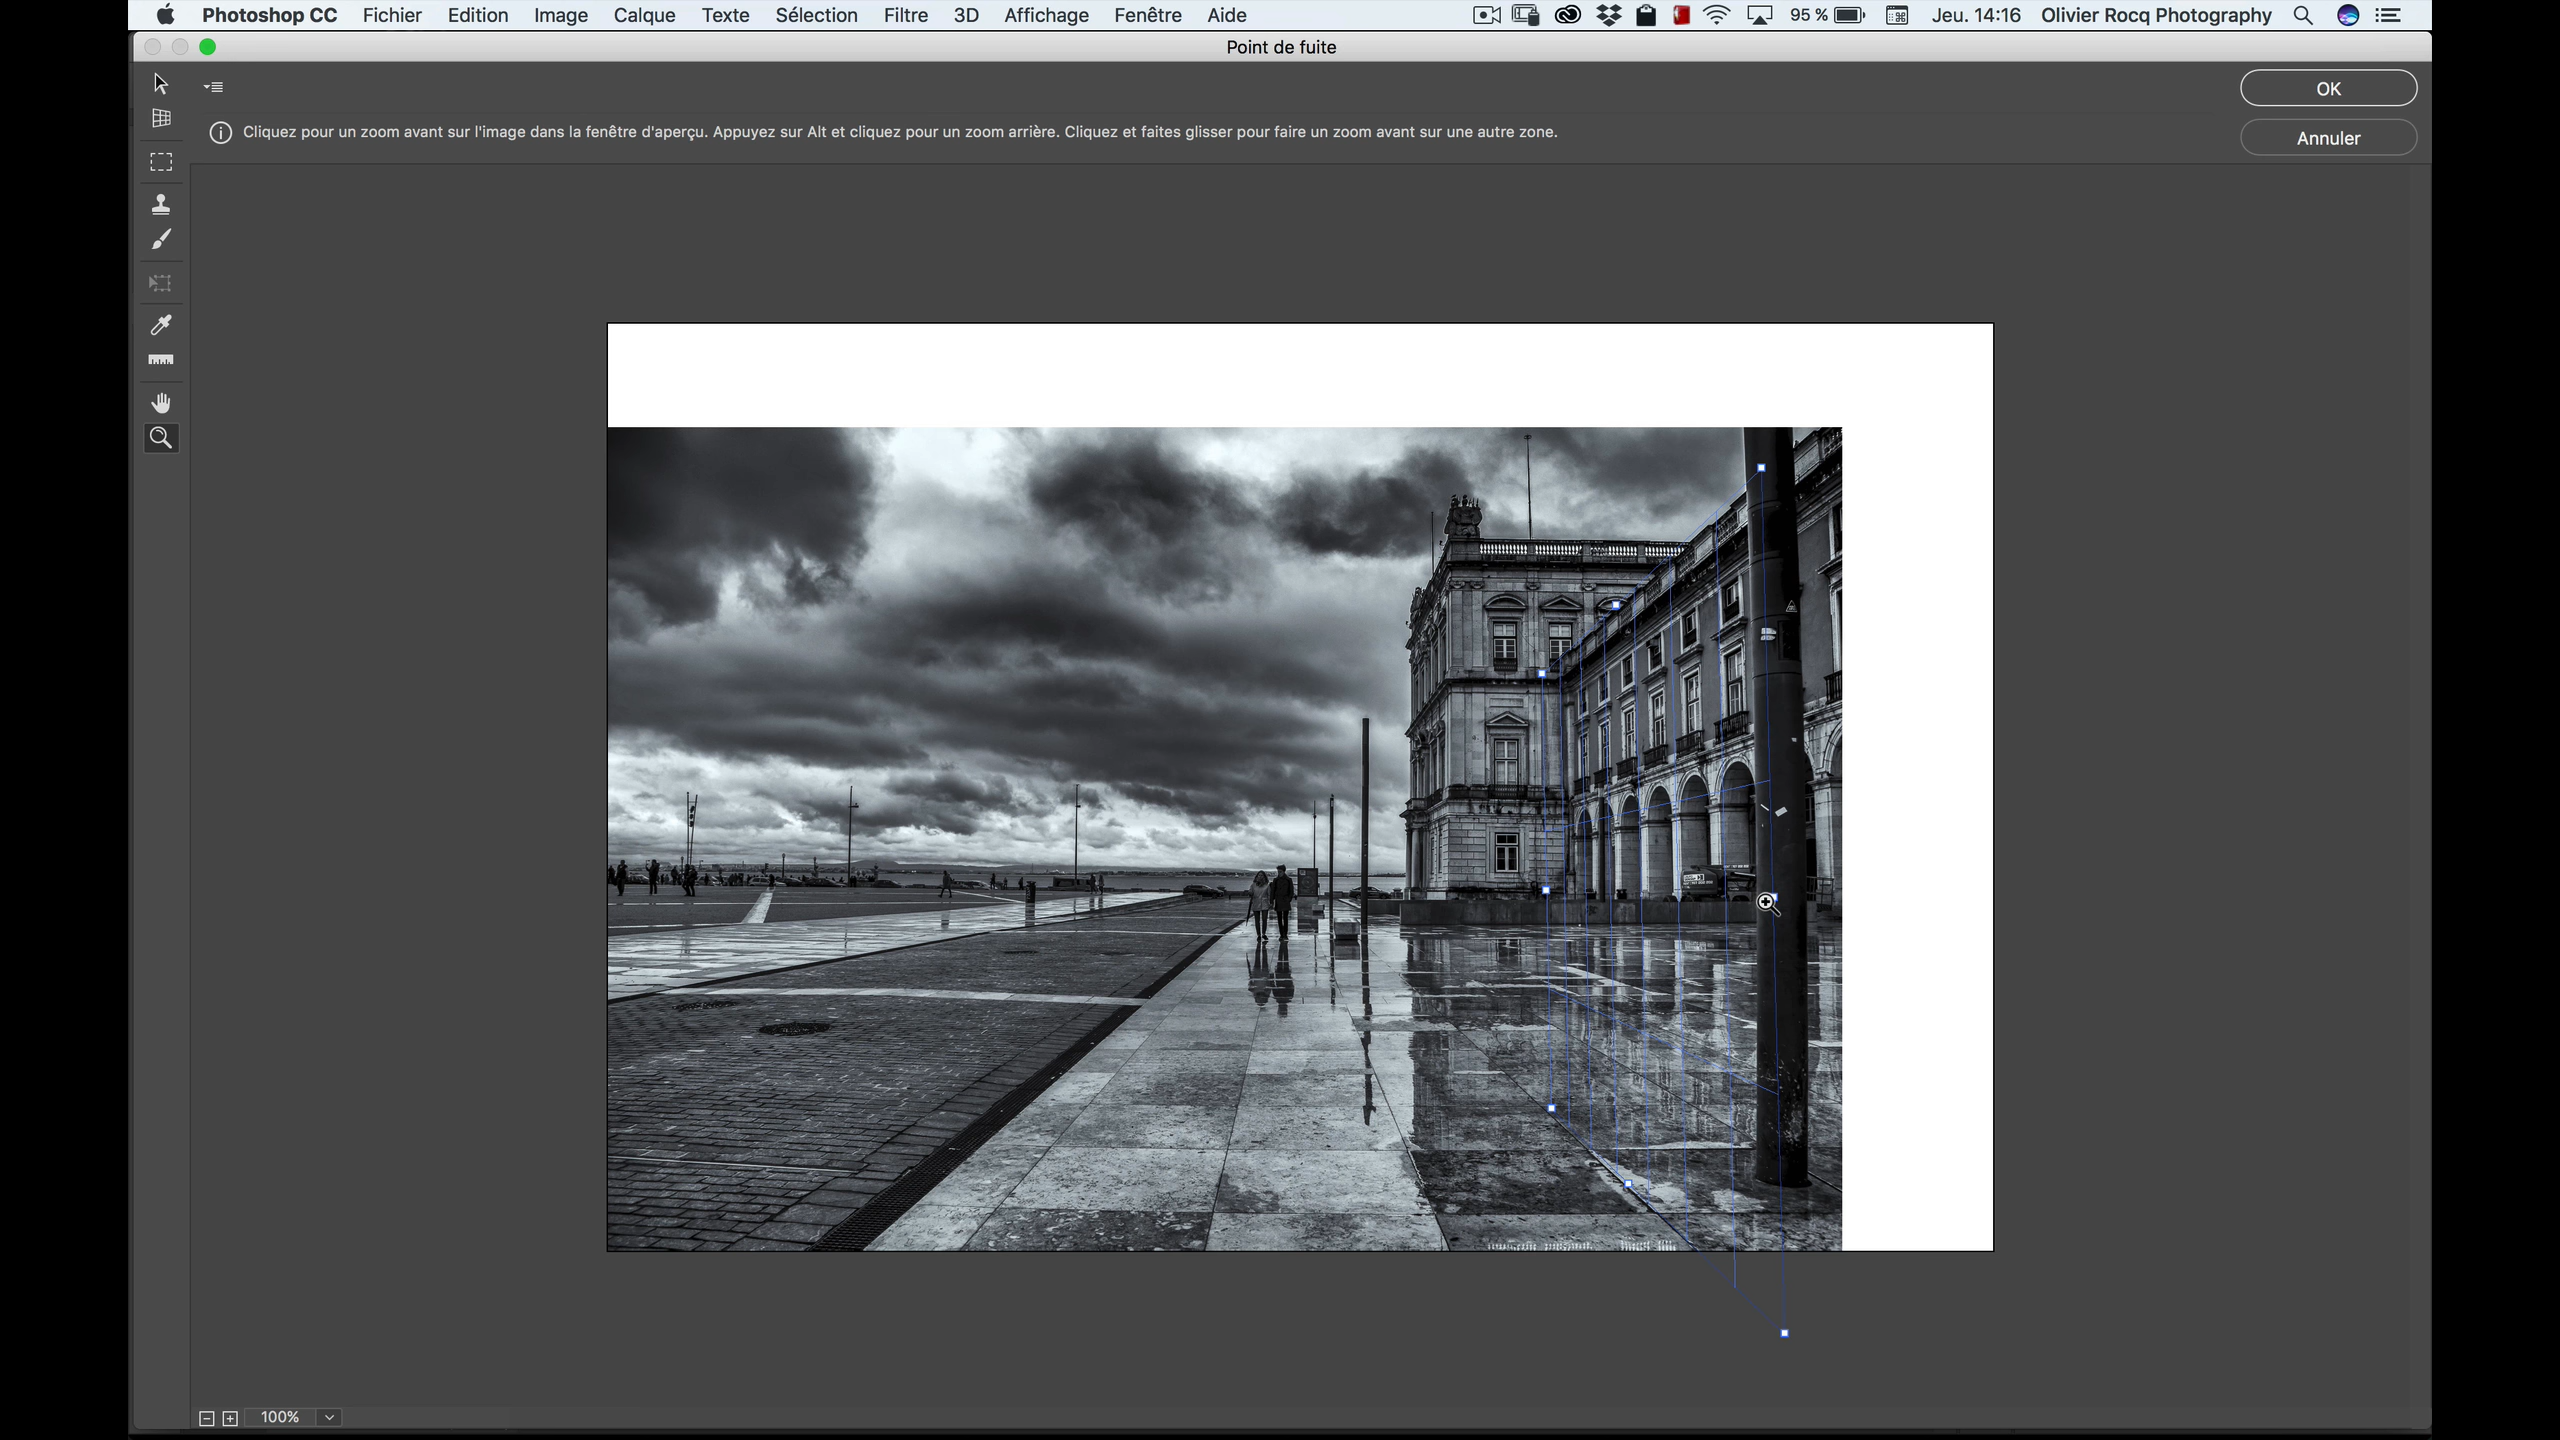 Photoshop CC Fichier Edition Image Calque Texte Sélection Filtre 3D Affichage Fenêtre Aide 95 % Jeu. 14:16 Olivier Rocq Photography
Point de fuite
OK
Cliquez pour un zoom avant sur l'image dans la fenêtre d'aperçu. Appuyez sur Alt et cliquez pour un zoom arrière. Cliquez et faites glisser pour faire un zoom avant sur une autre zone.
Annuler
100%